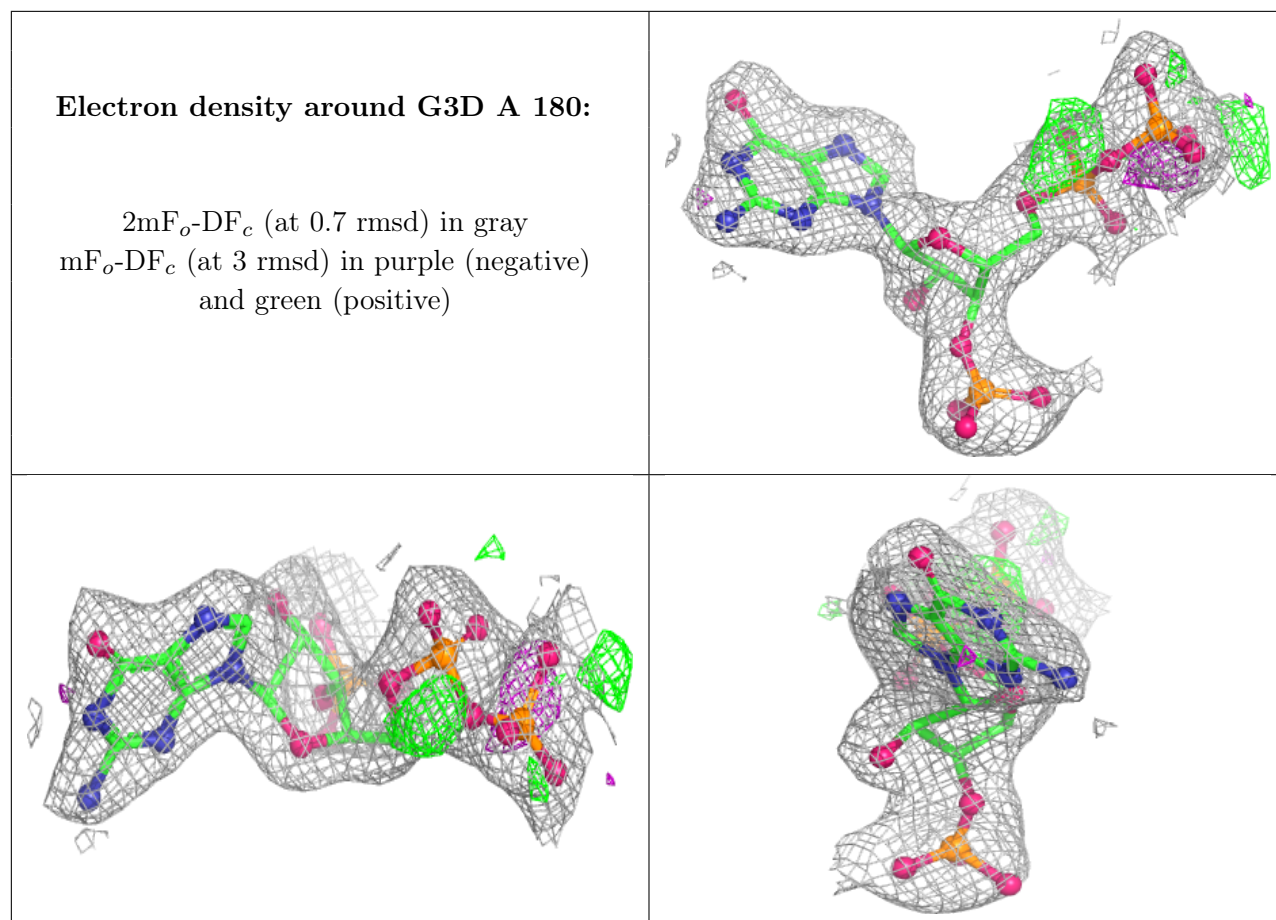 Electron density around G3D A 180:
2mFo-DFc (at 0.7 rmsd) in gray
mFo-DFc (at 3 rmsd) in purple (negative)
and green (positive)